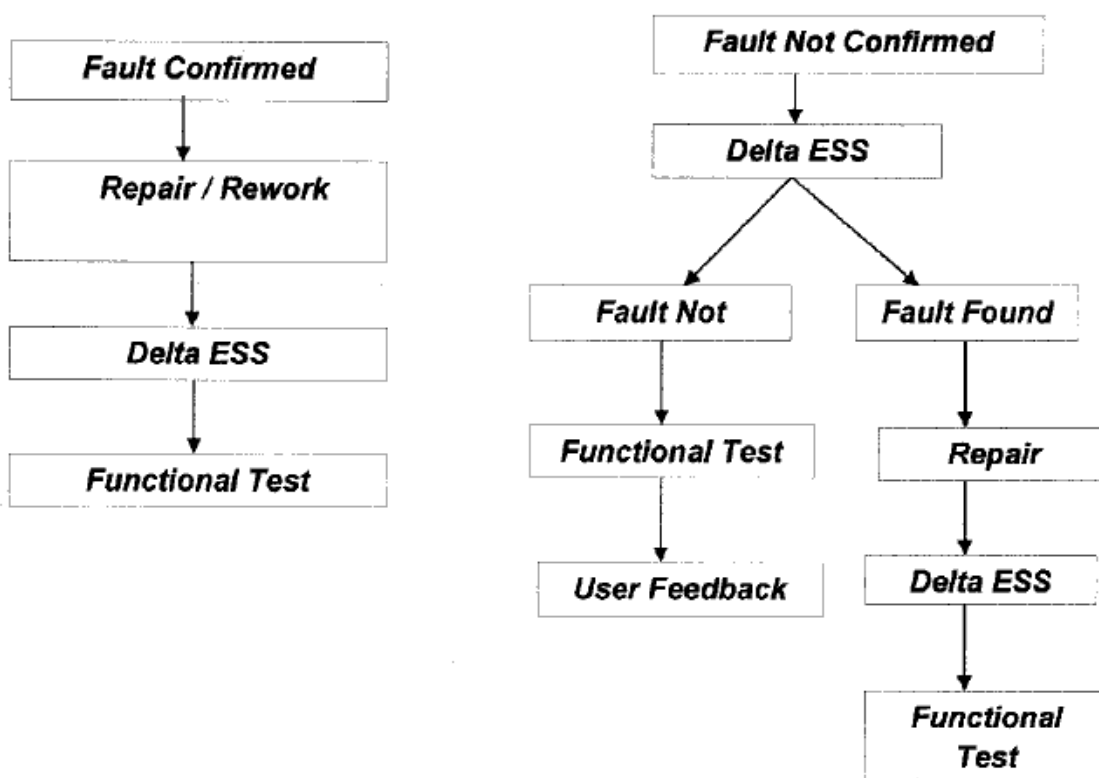 Fault Confirmed
Repair / Rework
Delta ESS
Functional Test
Fault Not Confirmed
Delta ESS
Fault Not
Fault Found
Functional Test
Repair
User Feedback
Delta ESS
Functional
Test